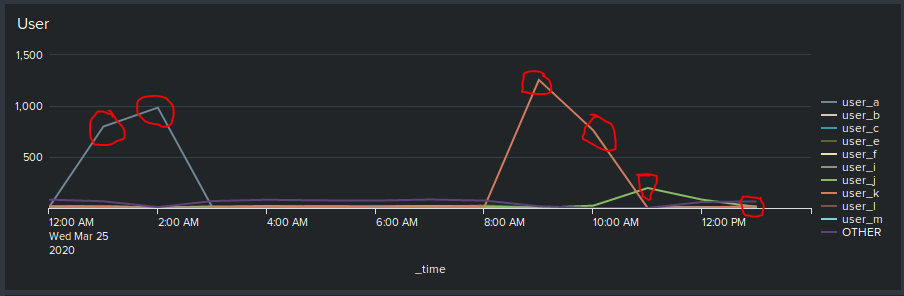 User
1,500
1,000
500
12:00 AM
Wed Mar 25
2020
2:00 AM
4:00 AM
6:00 AM
8:00 AM
10:00 AM
12:00 PM
_time
user_a
user_b
user_c
user_e
user_f
user_i
user_j
user_k
user_l
user_m
OTHER